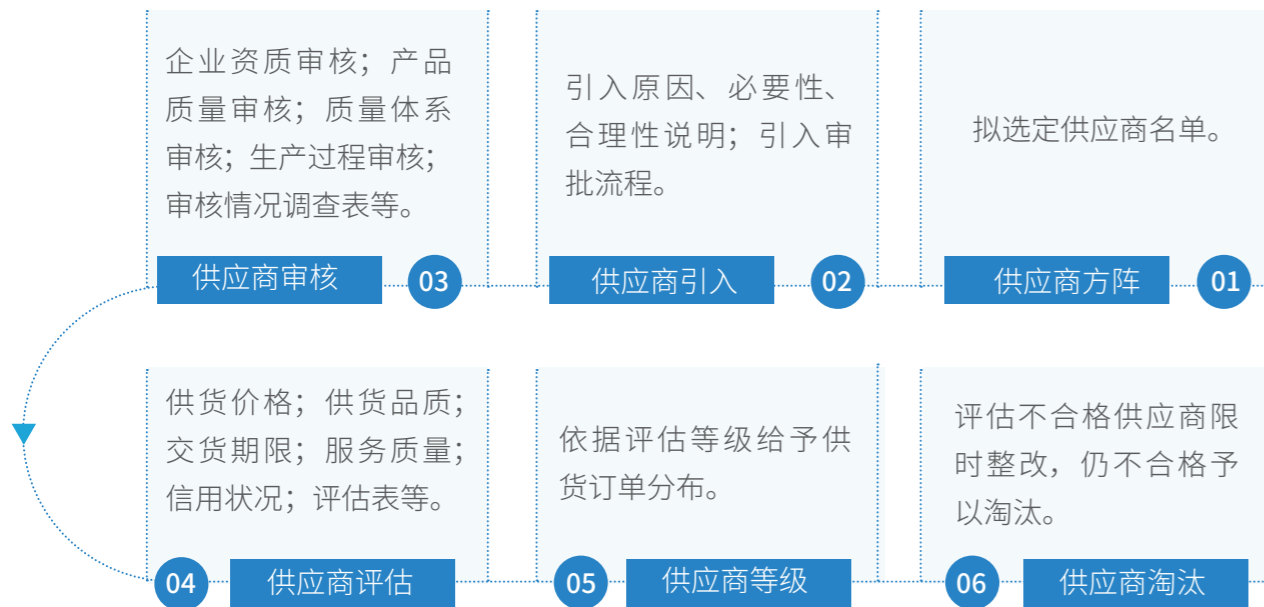 拟选定供应商名单。
供应商方阵
01
引入原因、必要性、
合理性说明；引入审
批流程。
供应商引入
02
企业资质审核；产品
质量审核；质量体系
审核；生产过程审核；
审核情况调查表等。
供应商审核
03
供货价格；供货品质；
交货期限；服务质量；
信用状况；评估表等。
04
供应商评估
依据评估等级给予供
货订单分布。
05
供应商等级
评估不合格供应商限
时整改，仍不合格予
以淘汰。
06
供应商淘汰